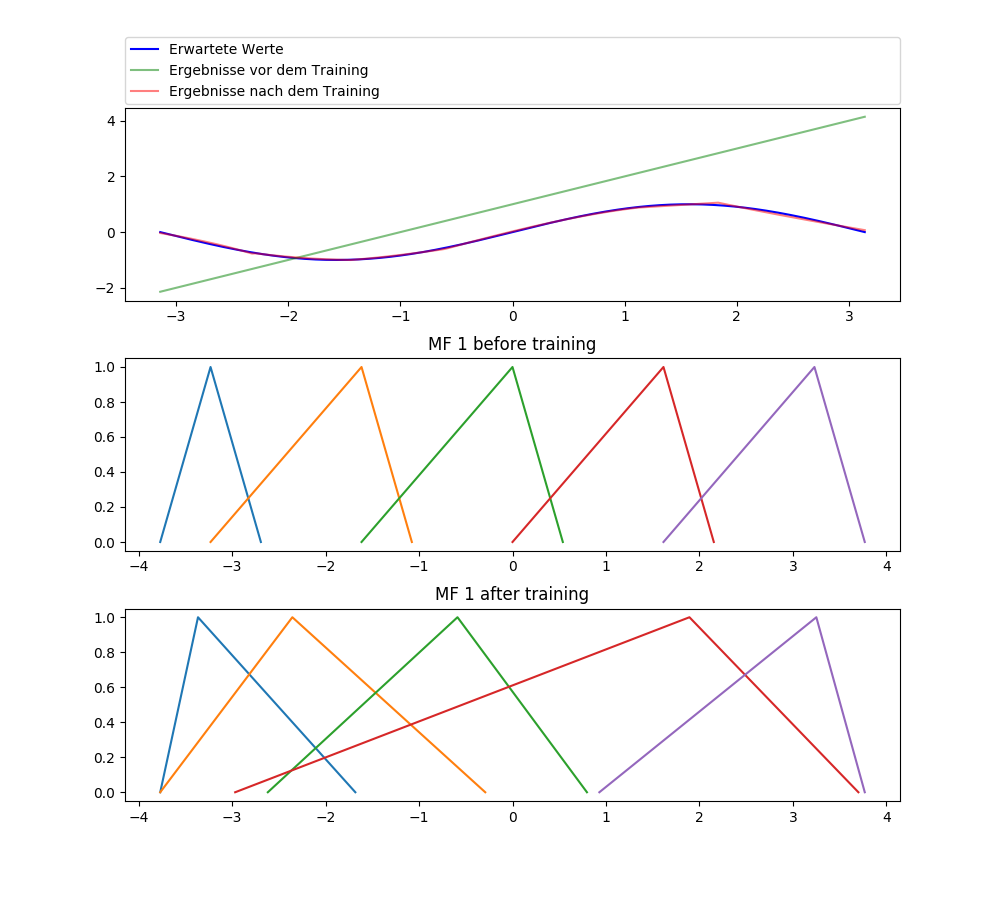 Erwartete Werte
Ergebnisse vor dem Training
Ergebnisse nach dem Training
4
2
0
−2
−3 −2 −1 0 1 2 3
MF 1 before training
1.0
0.8
0.6
0.4
0.2
0.0
−4 −3 −2 −1 0 1 2 3 4
MF 1 after training
1.0
0.8
0.6
0.4
0.2
0.0
−4 −3 −2 −1 0 1 2 3 4